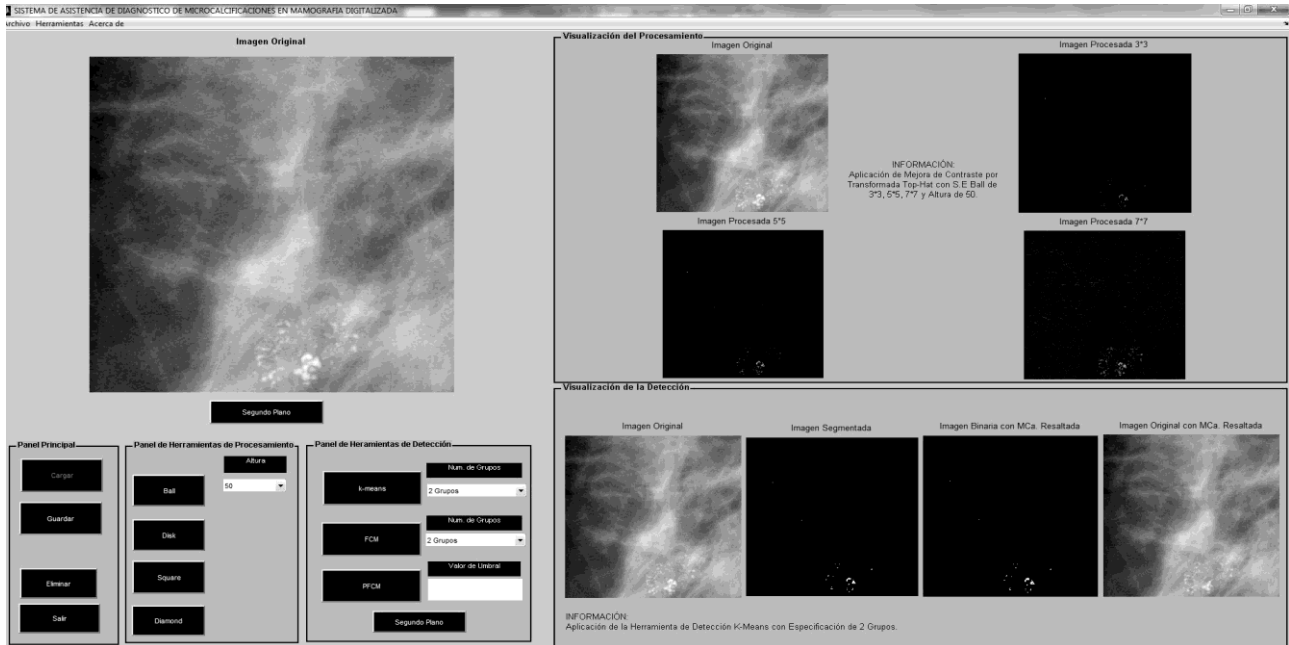 SISTEMA DE ASISTENCIA DE DIAGNOSTICO DE MICROCALCIFICACIONES EN MAMOGRAFIA DIGITALIZADA
Archivo Herramientas Acerca de
Imagen Original
Segundo Plano
Panel Principal
Cargar
Guardar
Eliminar
Salir
Panel de Herramientas de Procesamiento
Altura
50
Ball
Disk
Square
Diamond
Panel de Heramientas de Detección
Num. de Grupos
k-means
2 Grupos
Num. de Grupos
FCM
2 Grupos
Valor de Umbral
PFCM
Segundo Plano
Visualización del Procesamiento
Imagen Original
Imagen Procesada 3*3
INFORMACIÓN:
Aplicación de Mejora de Contraste por
Transformada Top-Hat con S.E Ball de
3*3, 5*5, 7*7 y Altura de 50.
Imagen Procesada 5*5
Imagen Procesada 7*7
Visualización de la Detección
Imagen Original
Imagen Segmentada
Imagen Binaria con MCa. Resaltada
Imagen Original con MCa. Resaltada
INFORMACIÓN:
Aplicación de la Herramienta de Detección K-Means con Especificación de 2 Grupos.